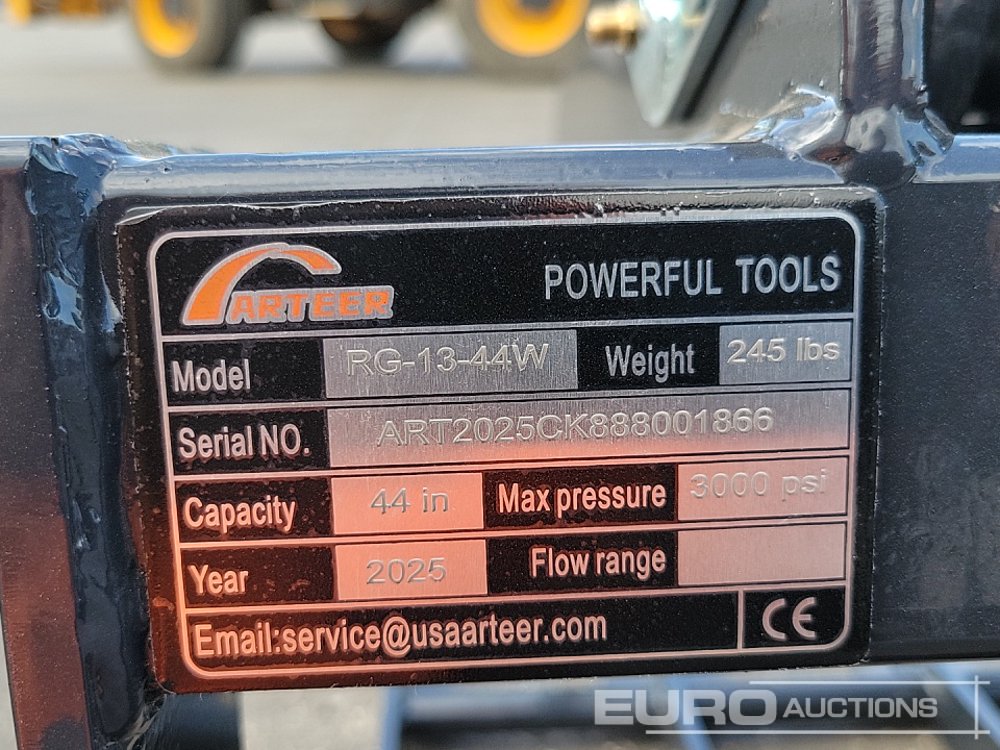 ARTEER POWERFUL TOOLS
Model RG-13-44W Weight 245 lbs
Serial NO. ART2025CK888001866
Capacity 44 in Max pressure 3000 psi
Year 2025 Flow range
Email:service@usaarteer.com CE
EURO AUCTIONS